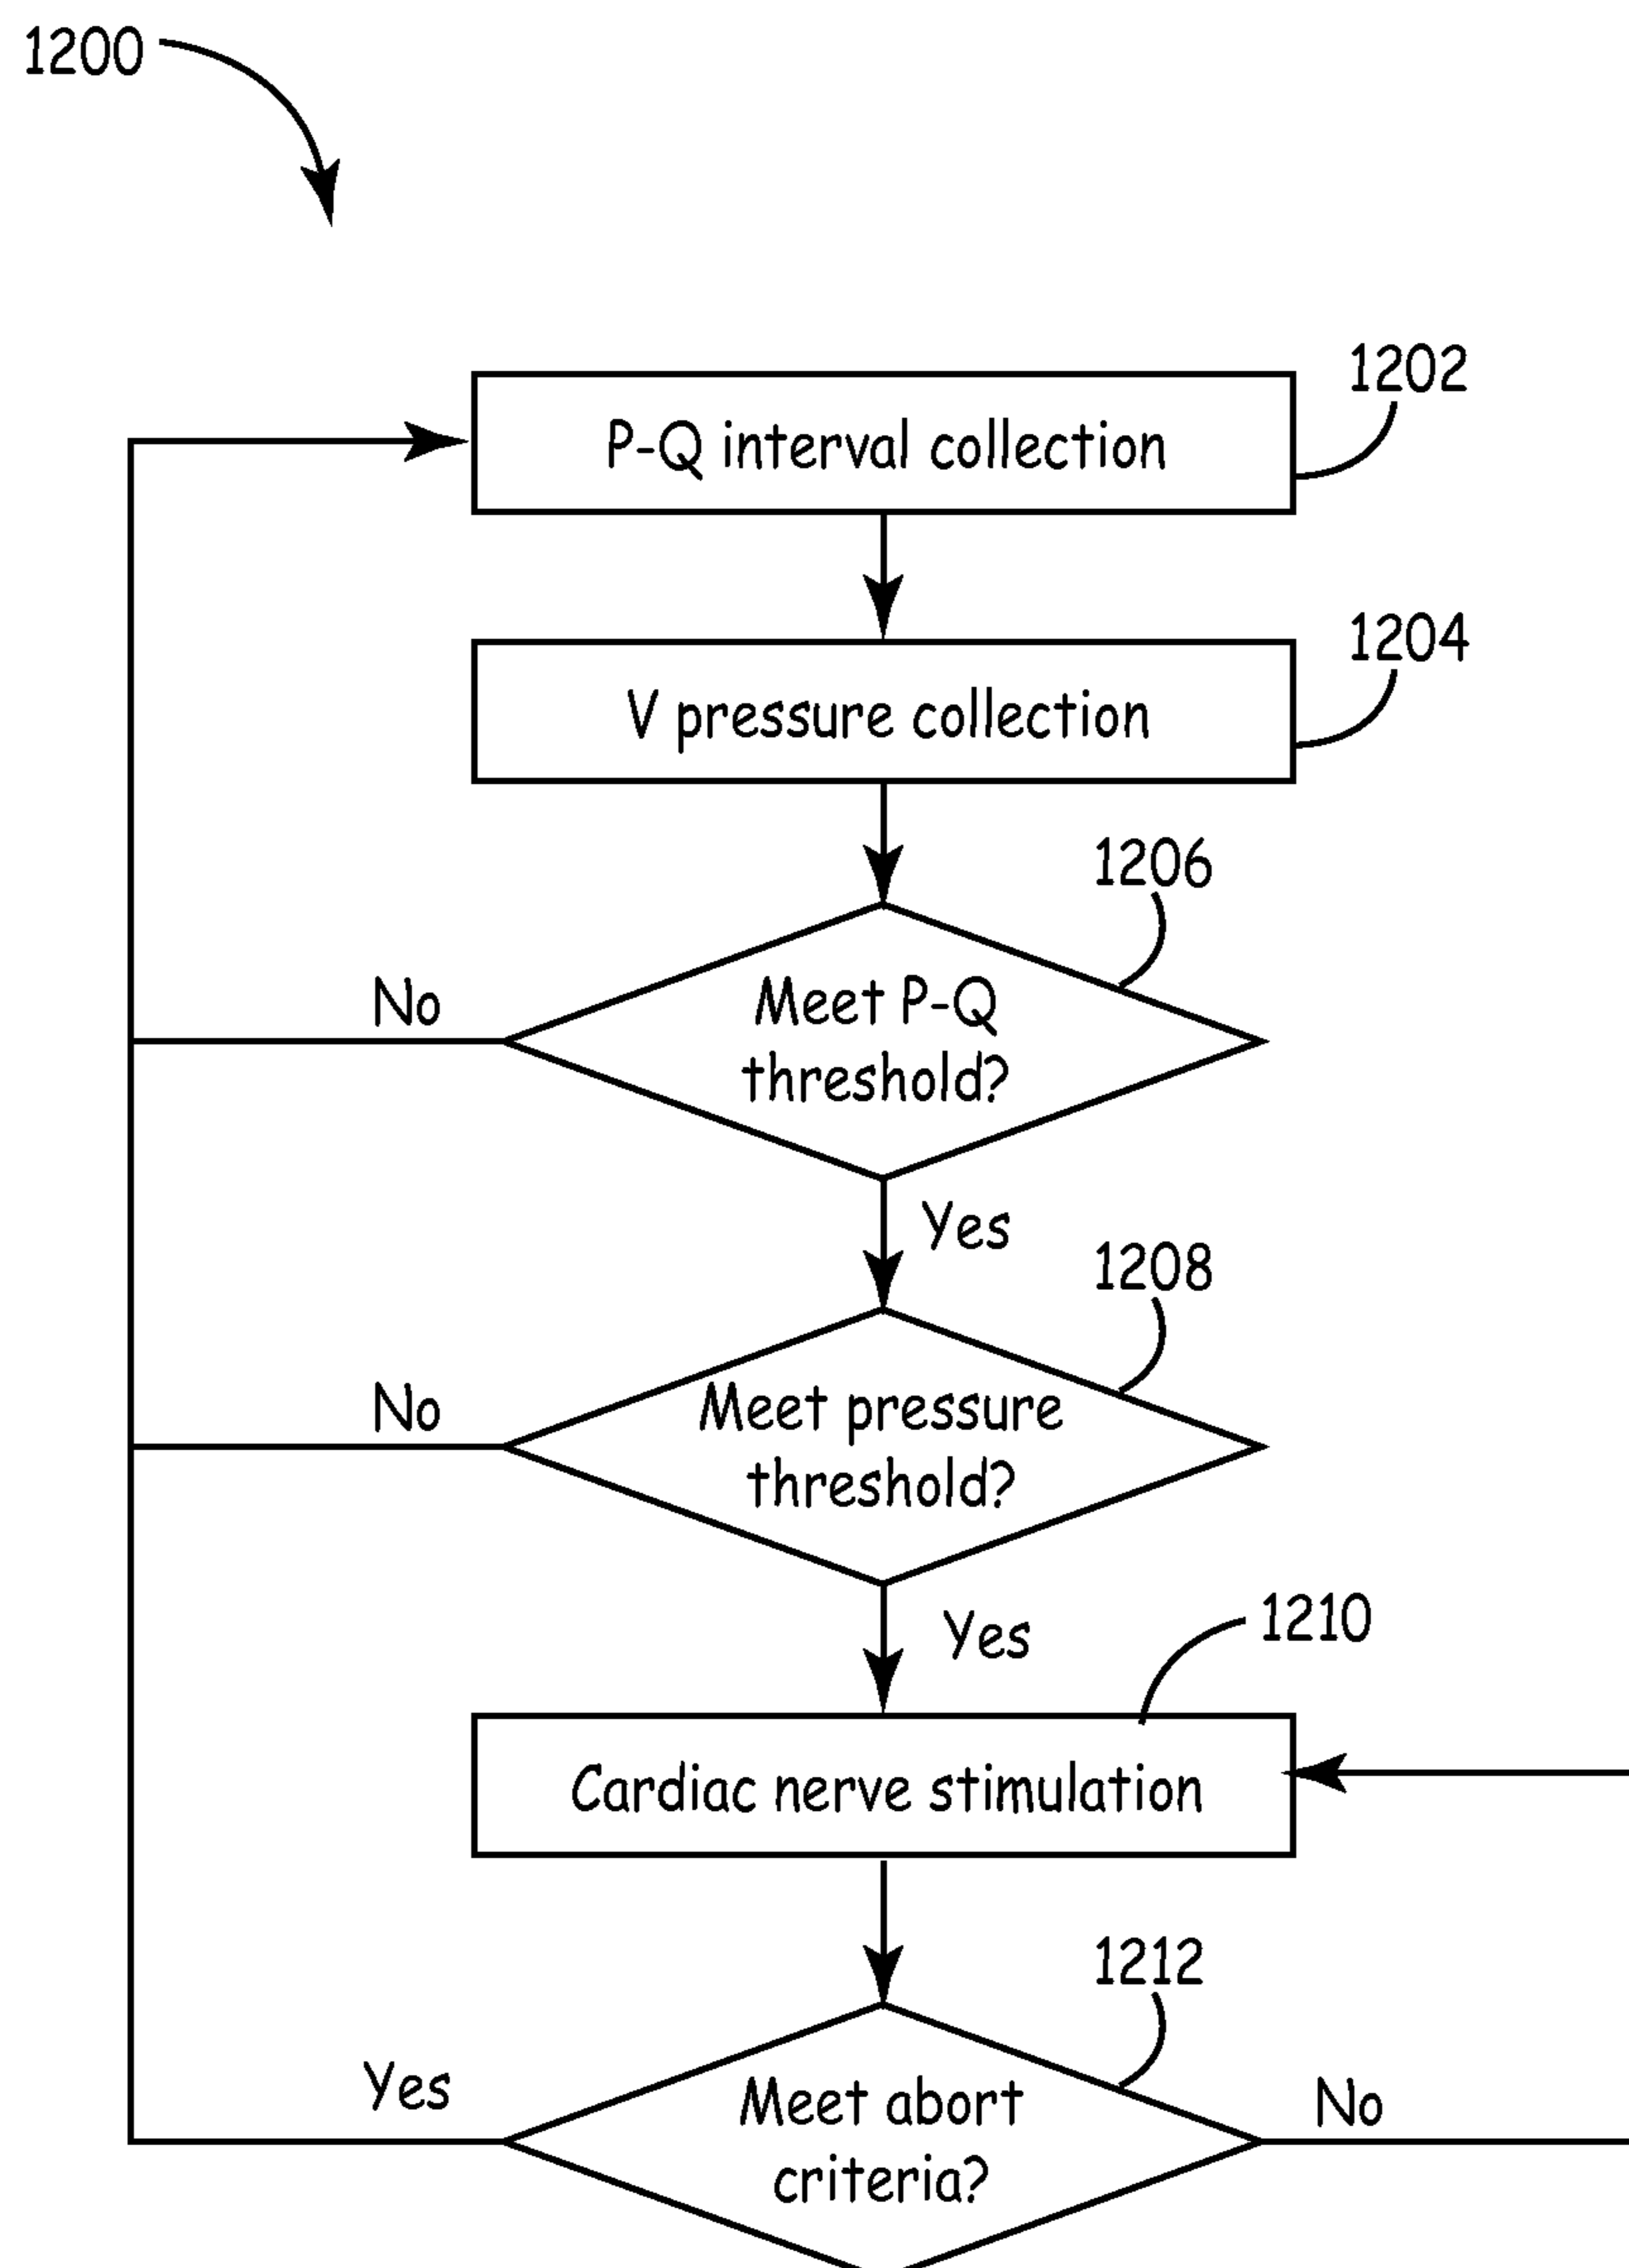 1200
1202
P-Q interval collection
1204
V pressure collection
1206
Meet P-Q
threshold?
No
Yes
1208
Meet pressure
threshold?
No
Yes
1210
Cardiac nerve stimulation
1212
Yes
Meet abort
criteria?
No